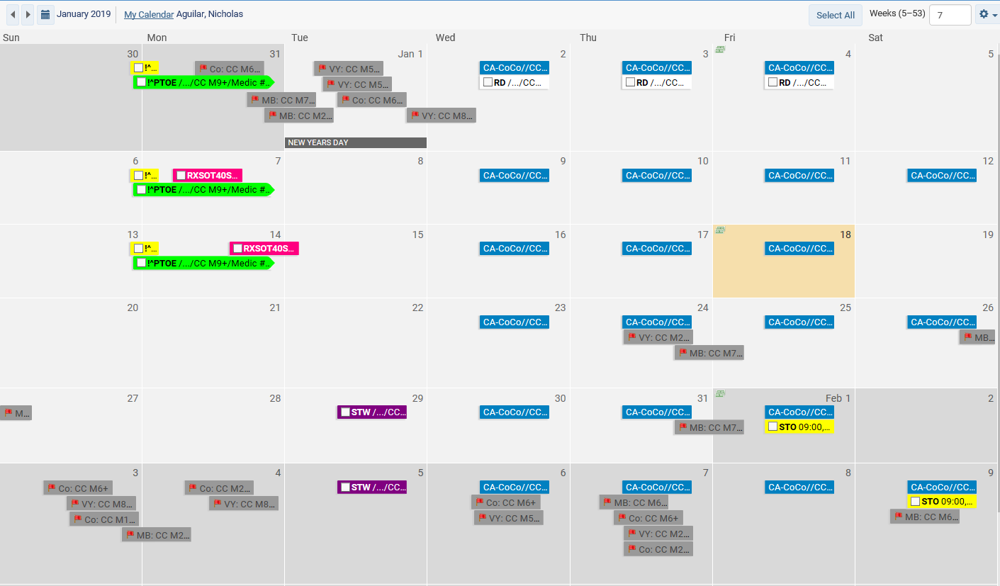 January 2019 My Calendar Aguilar, Nicholas Select All Weeks (5–53) 7
Sun Mon Tue Wed Thu Fri Sat
30 31 Jan 1 2 3 4 5
!^... Co: CC M6... VY: CC M5... CA-CoCo//CC... CA-CoCo//CC... CA-CoCo//CC...
!^PTOE /.../CC M9+/Medic #... VY: CC M5... RD /.../CC... RD /.../CC... RD /.../CC...
MB: CC M7... Co: CC M6...
MB: CC M2... VY: CC M8...
NEW YEARS DAY
6 7 8 9 10 11 12
!^... RXSOT40S... CA-CoCo//CC... CA-CoCo//CC... CA-CoCo//CC... CA-CoCo//CC...
!^PTOE /.../CC M9+/Medic #...
13 14 15 16 17 18 19
!^... RXSOT40S... CA-CoCo//CC... CA-CoCo//CC... CA-CoCo//CC...
!^PTOE /.../CC M9+/Medic #...
20 21 22 23 24 25 26
CA-CoCo//CC... CA-CoCo//CC... CA-CoCo//CC... CA-CoCo//CC...
VY: CC M2... MB...
MB: CC M7...
27 28 29 30 31 Feb 1 2
M... STW /.../CC... CA-CoCo//CC... CA-CoCo//CC... CA-CoCo//CC...
MB: CC M7... STO 09:00,...
3 4 5 6 7 8 9
Co: CC M6+ Co: CC M2... STW /.../CC... CA-CoCo//CC... CA-CoCo//CC... CA-CoCo//CC... CA-CoCo//CC...
VY: CC M8... VY: CC M8... Co: CC M6+ MB: CC M6... STO 09:00,...
Co: CC M1... VY: CC M5... Co: CC M6+ MB: CC M6...
MB: CC M2... VY: CC M2...
Co: CC M2...